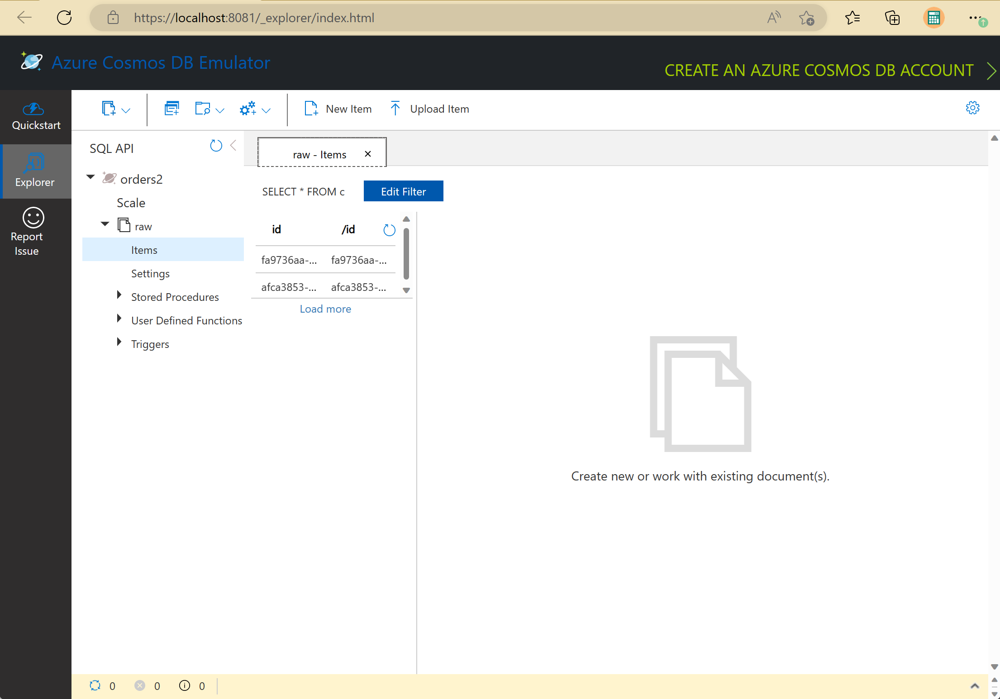 https://localhost:8081/_explorer/index.html
Azure Cosmos DB Emulator
CREATE AN AZURE COSMOS DB ACCOUNT
Quickstart
Explorer
Report
Issue
New Item
Upload Item
SQL API
orders2
Scale
raw
Items
Settings
Stored Procedures
User Defined Functions
Triggers
raw - Items
SELECT * FROM c
Edit Filter
id /id
fa9736aa-... fa9736aa-...
afca3853-... afca3853-...
Load more
Create new or work with existing document(s).
0 0 0